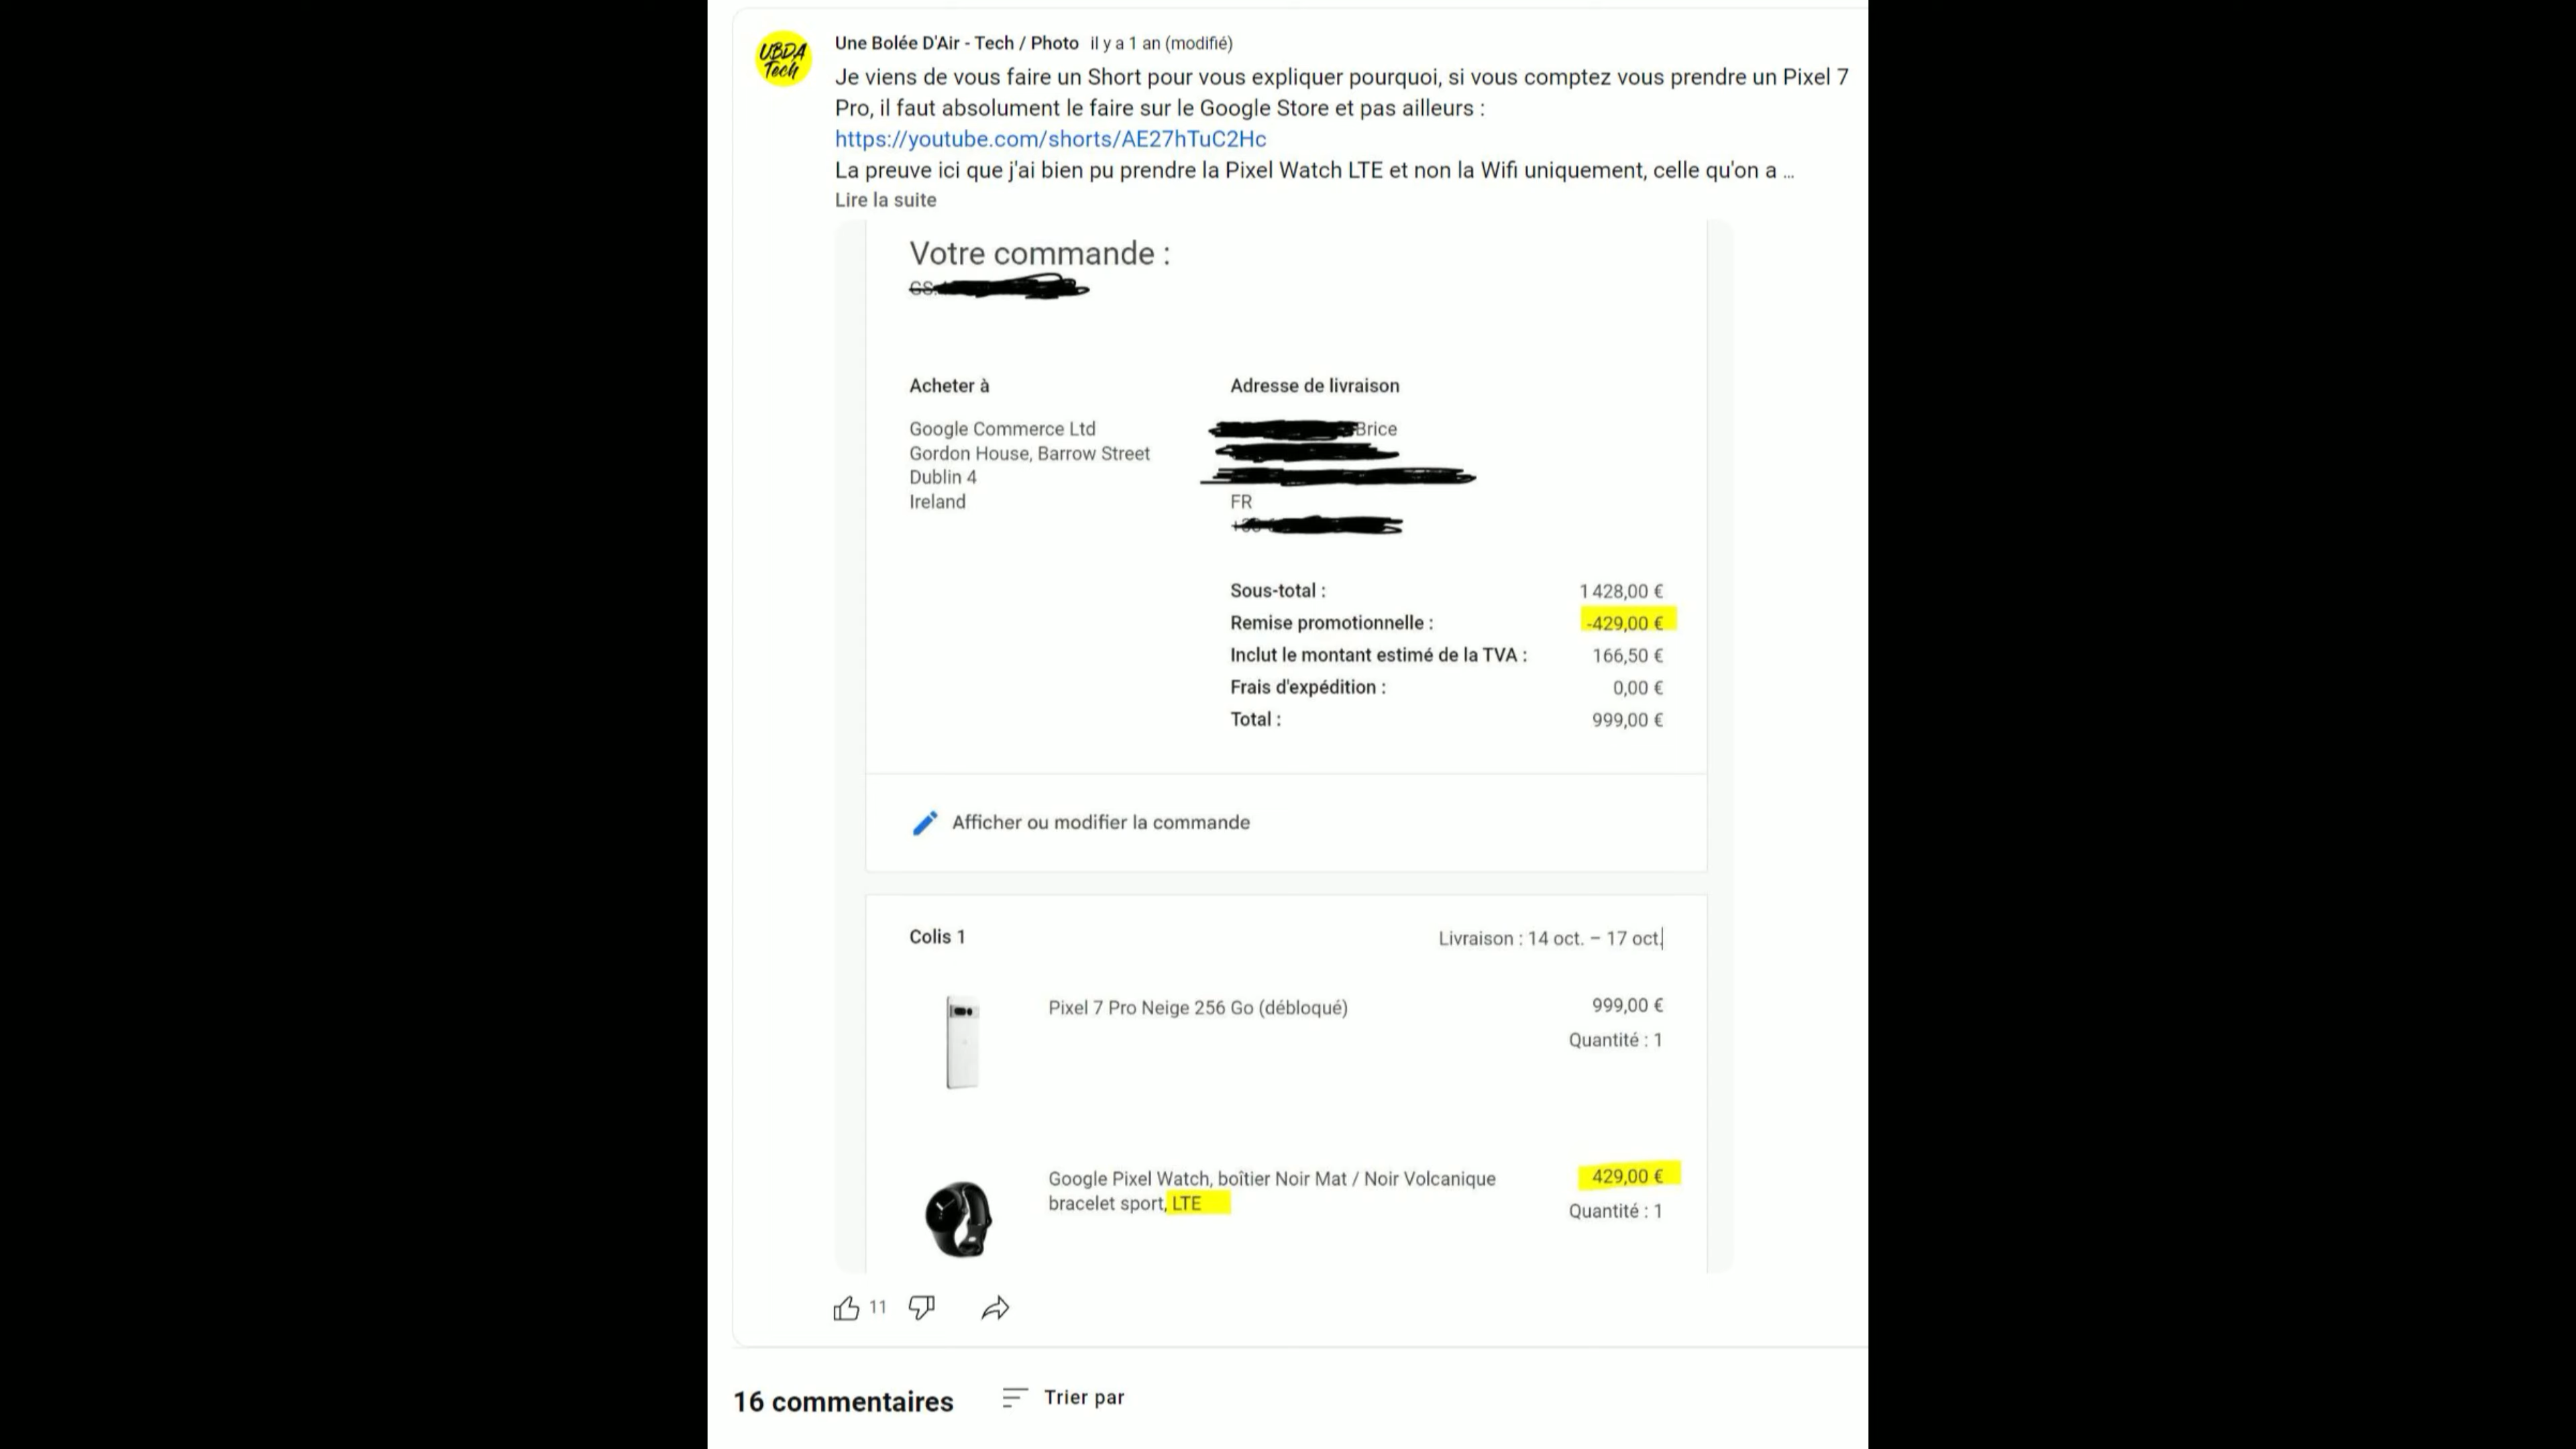 UBDA
Tech
Une Bolée D'Air - Tech / Photo il y a 1 an (modifié)
Je viens de vous faire un Short pour vous expliquer pourquoi, si vous comptez vous prendre un Pixel 7
Pro, il faut absolument le faire sur le Google Store et pas ailleurs :
https://youtube.com/shorts/AE27hTuC2Hc
La preuve ici que j'ai bien pu prendre la Pixel Watch LTE et non la Wifi uniquement, celle qu'on a ...
Lire la suite
Votre commande :
Acheter à
Google Commerce Ltd
Gordon House, Barrow Street
Dublin 4
Ireland
Adresse de livraison
Brice
FR
Sous-total : 1 428,00 €
Remise promotionnelle : -429,00 €
Inclut le montant estimé de la TVA : 166,50 €
Frais d'expédition : 0,00 €
Total : 999,00 €
Afficher ou modifier la commande
Colis 1 Livraison : 14 oct. – 17 oct.
Pixel 7 Pro Neige 256 Go (débloqué) 999,00 €
Quantité : 1
Google Pixel Watch, boîtier Noir Mat / Noir Volcanique 429,00 €
bracelet sport, LTE
Quantité : 1
11
16 commentaires Trier par